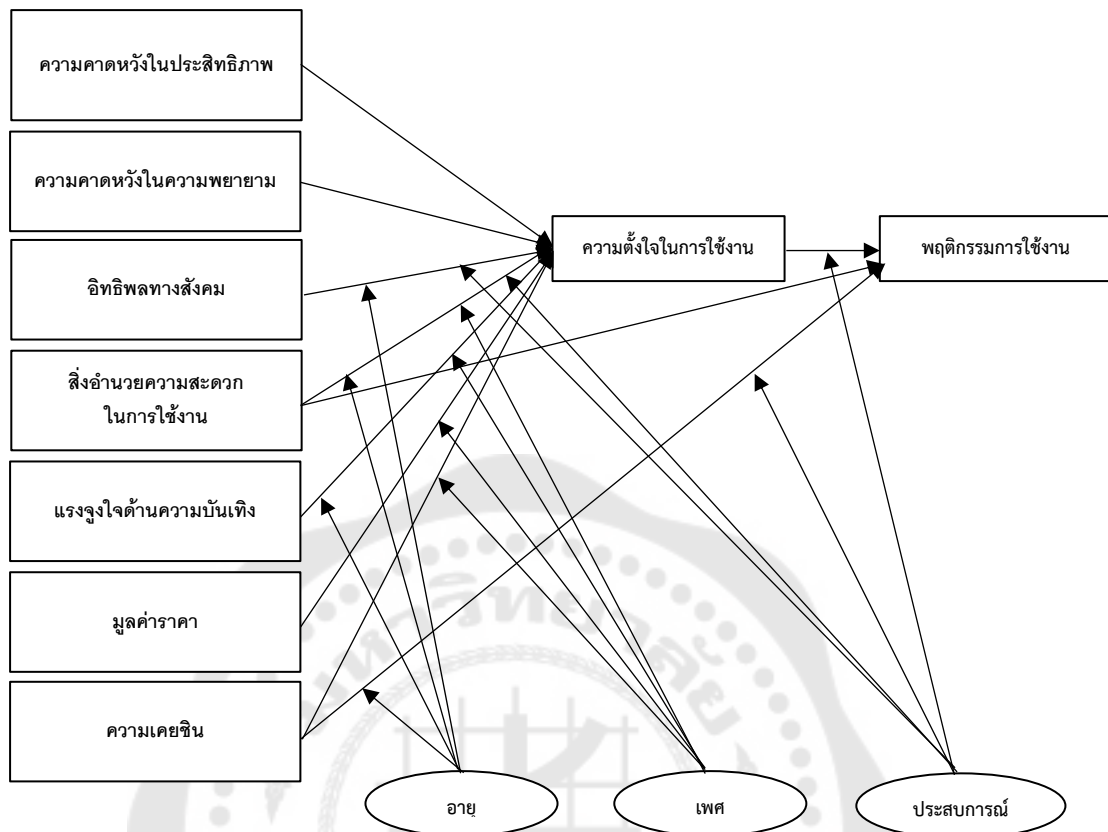 ความคาดหวังในประสิทธิภาพ
ความคาดหวังในความพยายาม
อิทธิพลทางสังคม
สิ่งอำนวยความสะดวก
ในการใช้งาน
แรงจูงใจด้านความบันเทิง
มูลค่าราคา
ความเคยชิน
ความตั้งใจในการใช้งาน
พฤติกรรมการใช้งาน
อายุ
เพศ
ประสบการณ์